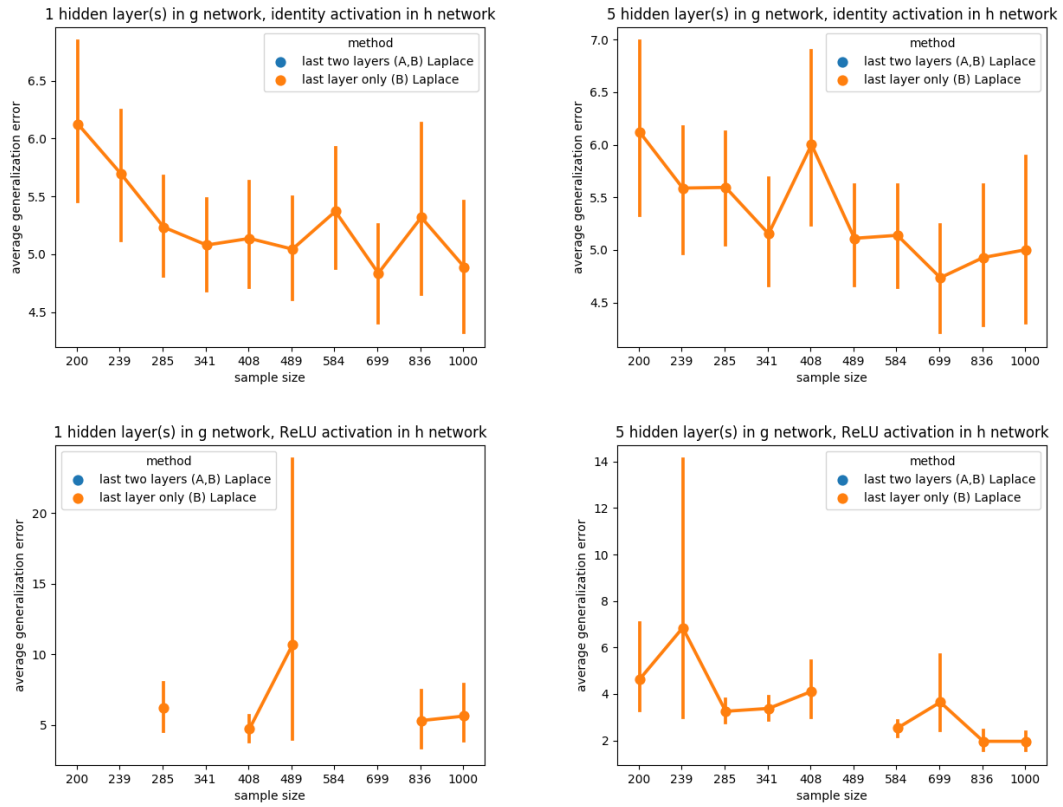 1 hidden layer(s) in g network, identity activation in h network
method
last two layers (A,B) Laplace
last layer only (B) Laplace
average generalization error
6.5
6.0
5.5
5.0
4.5
200 239 285 341 408 489 584 699 836 1000
sample size
5 hidden layer(s) in g network, identity activation in h network
method
last two layers (A,B) Laplace
last layer only (B) Laplace
average generalization error
7.0
6.5
6.0
5.5
5.0
4.5
200 239 285 341 408 489 584 699 836 1000
sample size
1 hidden layer(s) in g network, ReLU activation in h network
method
last two layers (A,B) Laplace
last layer only (B) Laplace
average generalization error
20
15
10
5
200 239 285 341 408 489 584 699 836 1000
sample size
5 hidden layer(s) in g network, ReLU activation in h network
method
last two layers (A,B) Laplace
last layer only (B) Laplace
average generalization error
14
12
10
8
6
4
2
200 239 285 341 408 489 584 699 836 1000
sample size